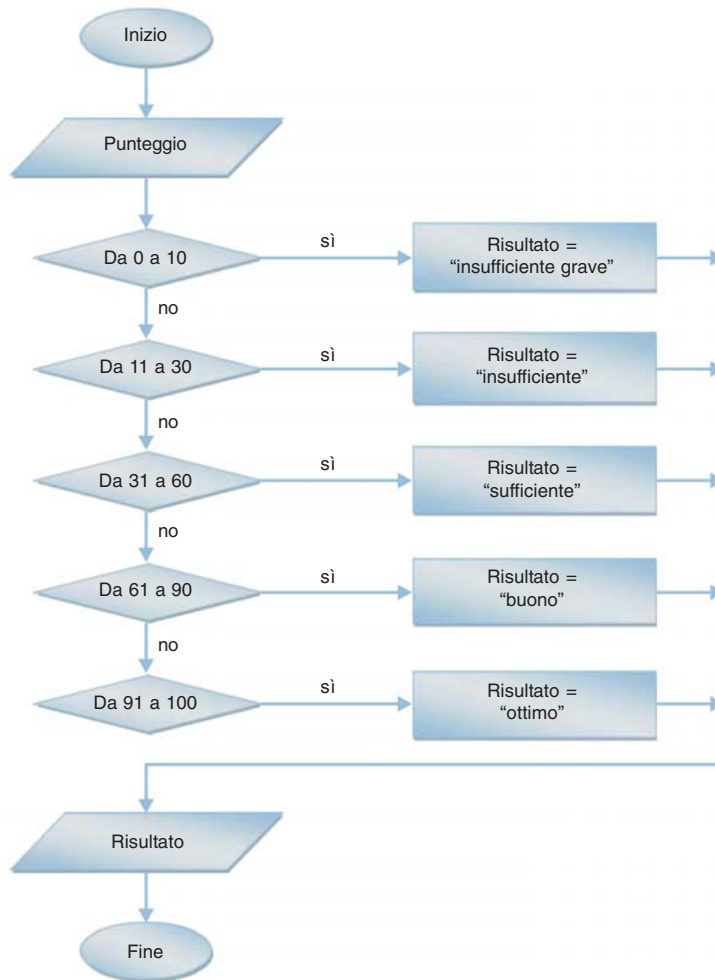 Inizio
Punteggio
Da 0 a 10
sì
Risultato =
“insufficiente grave”
no
Da 11 a 30
sì
Risultato =
“insufficiente”
no
Da 31 a 60
sì
Risultato =
“sufficiente”
no
Da 61 a 90
sì
Risultato =
“buono”
no
Da 91 a 100
sì
Risultato =
“ottimo”
Risultato
Fine